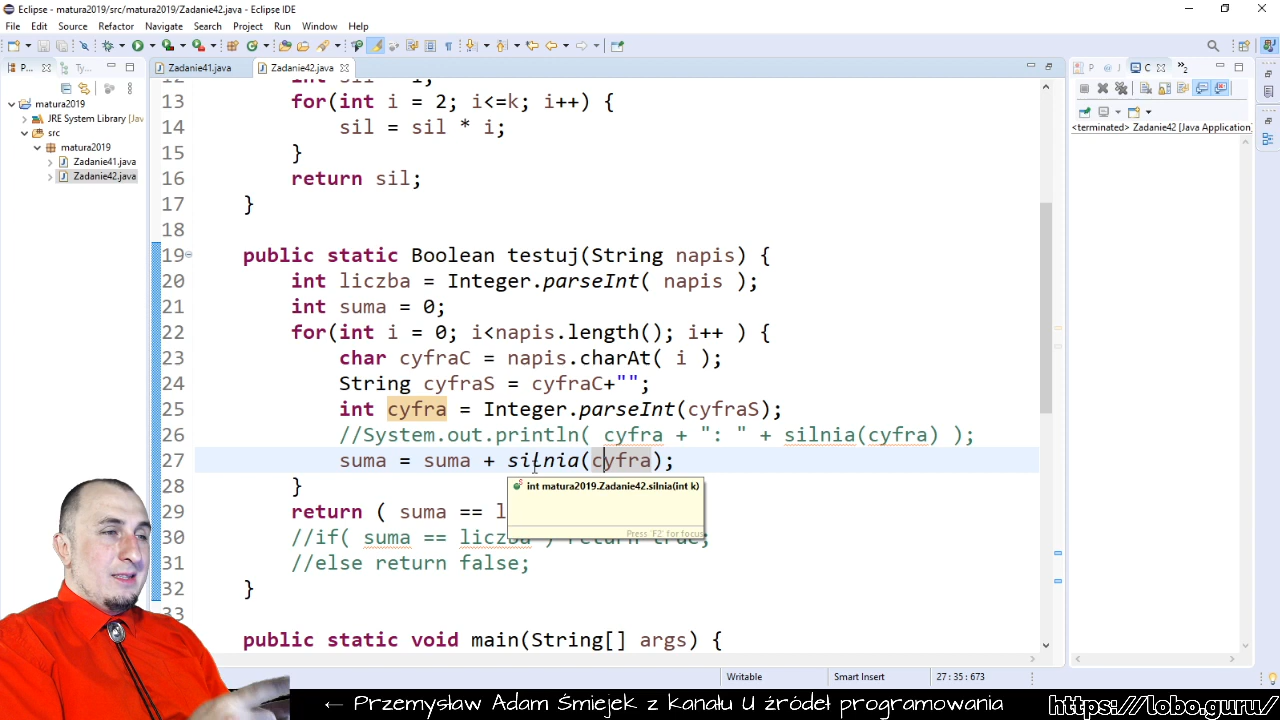 Eclipse - matura2019/src/matura2019/Zadanie42.java - Eclipse IDE
File Edit Source Refactor Navigate Search Project Run Window Help
P... Ty... Zadanie41.java Zadanie42.java P @ J C
matura2019
JRE System Library [Jav
src
matura2019
Zadanie41.java
Zadanie42.java
<terminated> Zadanie42 [Java Application]
13 for(int i = 2; i<=k; i++) {
14 sil = sil * i;
15 }
16 return sil;
17 }
18
19 public static Boolean testuj(String napis) {
20 int liczba = Integer.parseInt( napis );
21 int suma = 0;
22 for(int i = 0; i<napis.length(); i++ ) {
23 char cyfraC = napis.charAt( i );
24 String cyfraS = cyfraC+"";
25 int cyfra = Integer.parseInt(cyfraS);
26 //System.out.println( cyfra + ": " + silnia(cyfra) );
27 suma = suma + silnia(cyfra);
28 }
int matura2019.Zadanie42.silnia(int k)
Press 'F2' for focus
29 return ( suma == l
30 //if( suma == liczba ) return true;
31 //else return false;
32 }
33
public static void main(String[] args) {
Writable Smart Insert 27 : 35 : 673
← Przemysław Adam Śmiejek z kanału U źródeł programowania https://lobo.guru/